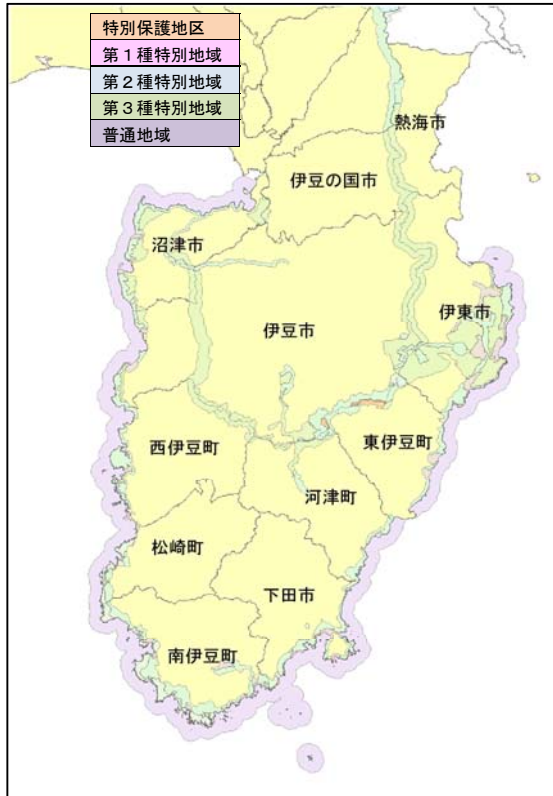 特別保護地区
第１種特別地域
第２種特別地域
第３種特別地域
普通地域
熱海市
伊豆の国市
沼津市
伊東市
伊豆市
西伊豆町
東伊豆町
河津町
松崎町
下田市
南伊豆町